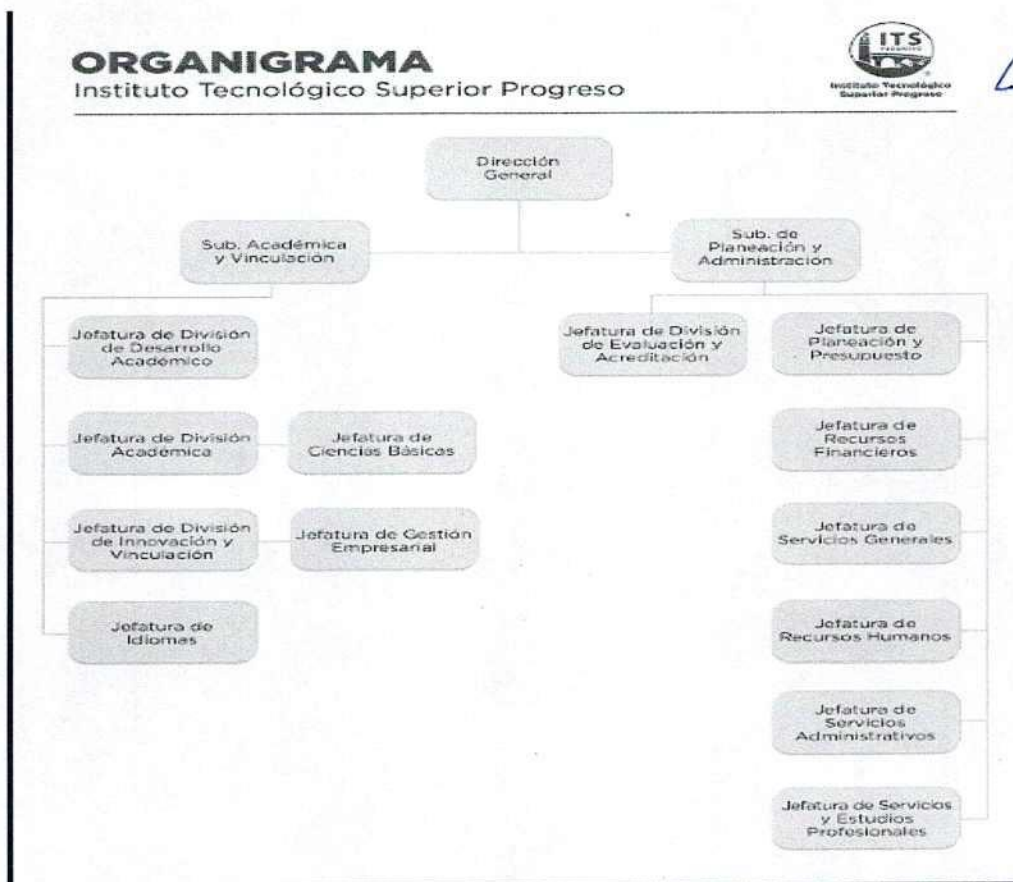 ORGANIGRAMA
Instituto Tecnológico Superior Progreso
ITS
PROGRESO
Instituto Tecnológico
Superior Progreso
Dirección
General
Sub. Académica
y Vinculación
Sub. de
Planeación y
Administración
Jefatura de División
de Desarrollo
Académico
Jefatura de División
de Evaluación y
Acreditación
Jefatura de
Planeación y
Presupuesto
Jefatura de División
Académica
Jefatura de
Ciencias Básicas
Jefatura de
Recursos
Financieros
Jefatura de División
de Innovación y
Vinculación
Jefatura de Gestión
Empresarial
Jefatura de
Servicios Generales
Jefatura de
Idiomas
Jefatura de
Recursos Humanos
Jefatura de
Servicios
Administrativos
Jefatura de Servicios
y Estudios
Profesionales